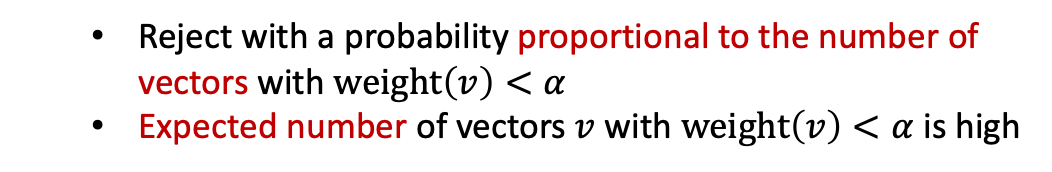 • Reject with a probability proportional to the number of
vectors with weight(𝑣) < 𝛼
• Expected number of vectors 𝑣 with weight(𝑣) < 𝛼 is high